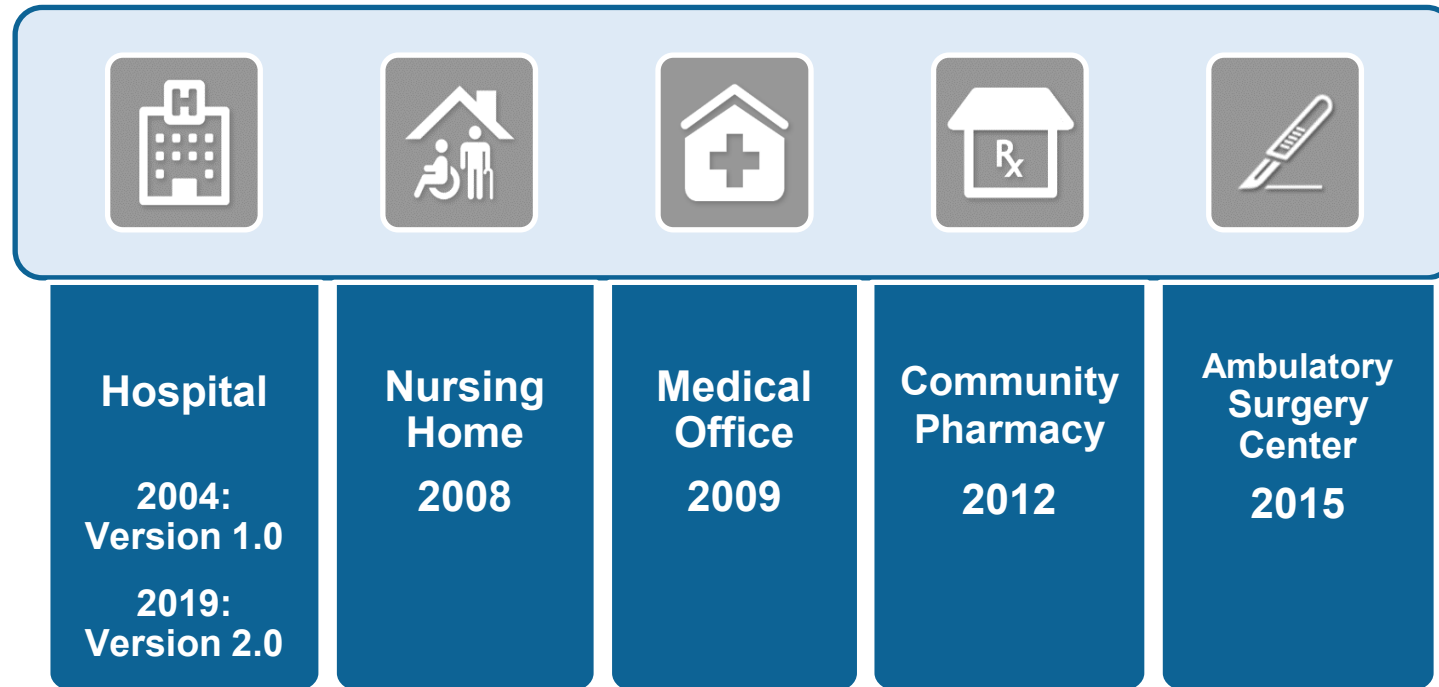 H
Rx
Hospital
2004:
Version 1.0
2019:
Version 2.0
Nursing
Home
2008
Medical
Office
2009
Community
Pharmacy
2012
Ambulatory
Surgery
Center
2015